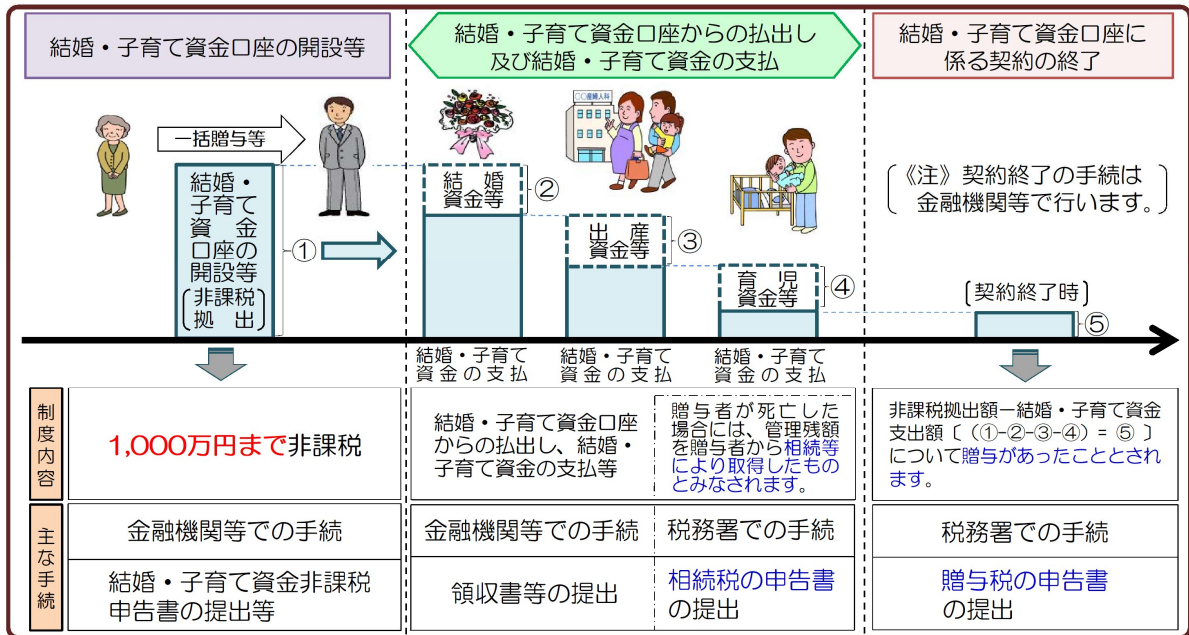 結婚・子育て資金口座の開設等
結婚・子育て資金口座からの払出し
及び結婚・子育て資金の支払
結婚・子育て資金口座に
係る契約の終了
一括贈与等
結婚・
子育て
資金
口座の
開設等
〔非課税
拠出〕
①
〇〇産婦人科
結婚
資金等
②
出産
資金等
③
育児
資金等
④
《注》契約終了の手続は
金融機関等で行います。
〔契約終了時〕
⑤
結婚・子育て
資金の支払
結婚・子育て
資金の支払
結婚・子育て
資金の支払
制度内容
1,000万円まで非課税
結婚・子育て資金口座
からの払出し、結婚・
子育て資金の支払等
贈与者が死亡した
場合には、管理残額
を贈与者から相続等
により取得したもの
とみなされます。
非課税拠出額ー結婚・子育て資金
支出額〔(①-②-③-④)=⑤〕
について贈与があったこととされ
ます。
主な手続
金融機関等での手続
結婚・子育て資金非課税
申告書の提出等
金融機関等での手続
領収書等の提出
税務署での手続
相続税の申告書
の提出
税務署での手続
贈与税の申告書
の提出